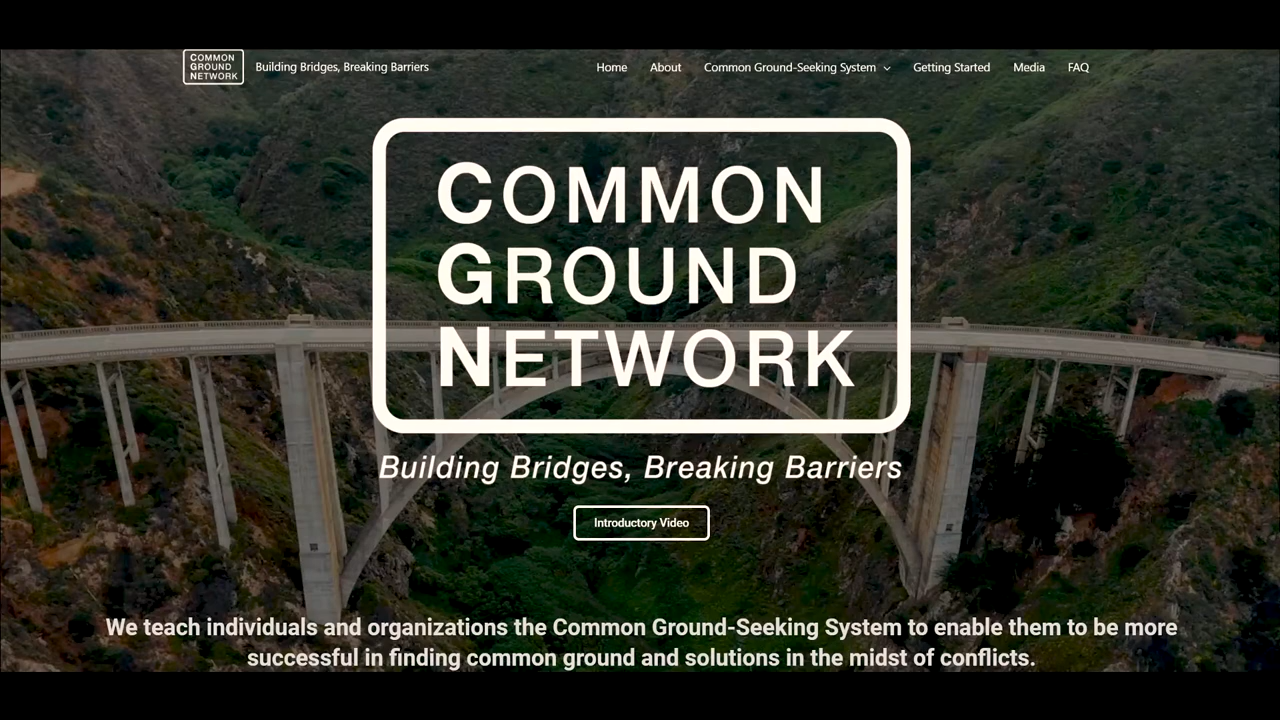 COMMON
GROUND
NETWORK
Building Bridges, Breaking Barriers
Home About Common Ground-Seeking System Getting Started Media FAQ
COMMON
GROUND
NETWORK
Building Bridges, Breaking Barriers
Introductory Video
We teach individuals and organizations the Common Ground-Seeking System to enable them to be more
successful in finding common ground and solutions in the midst of conflicts.